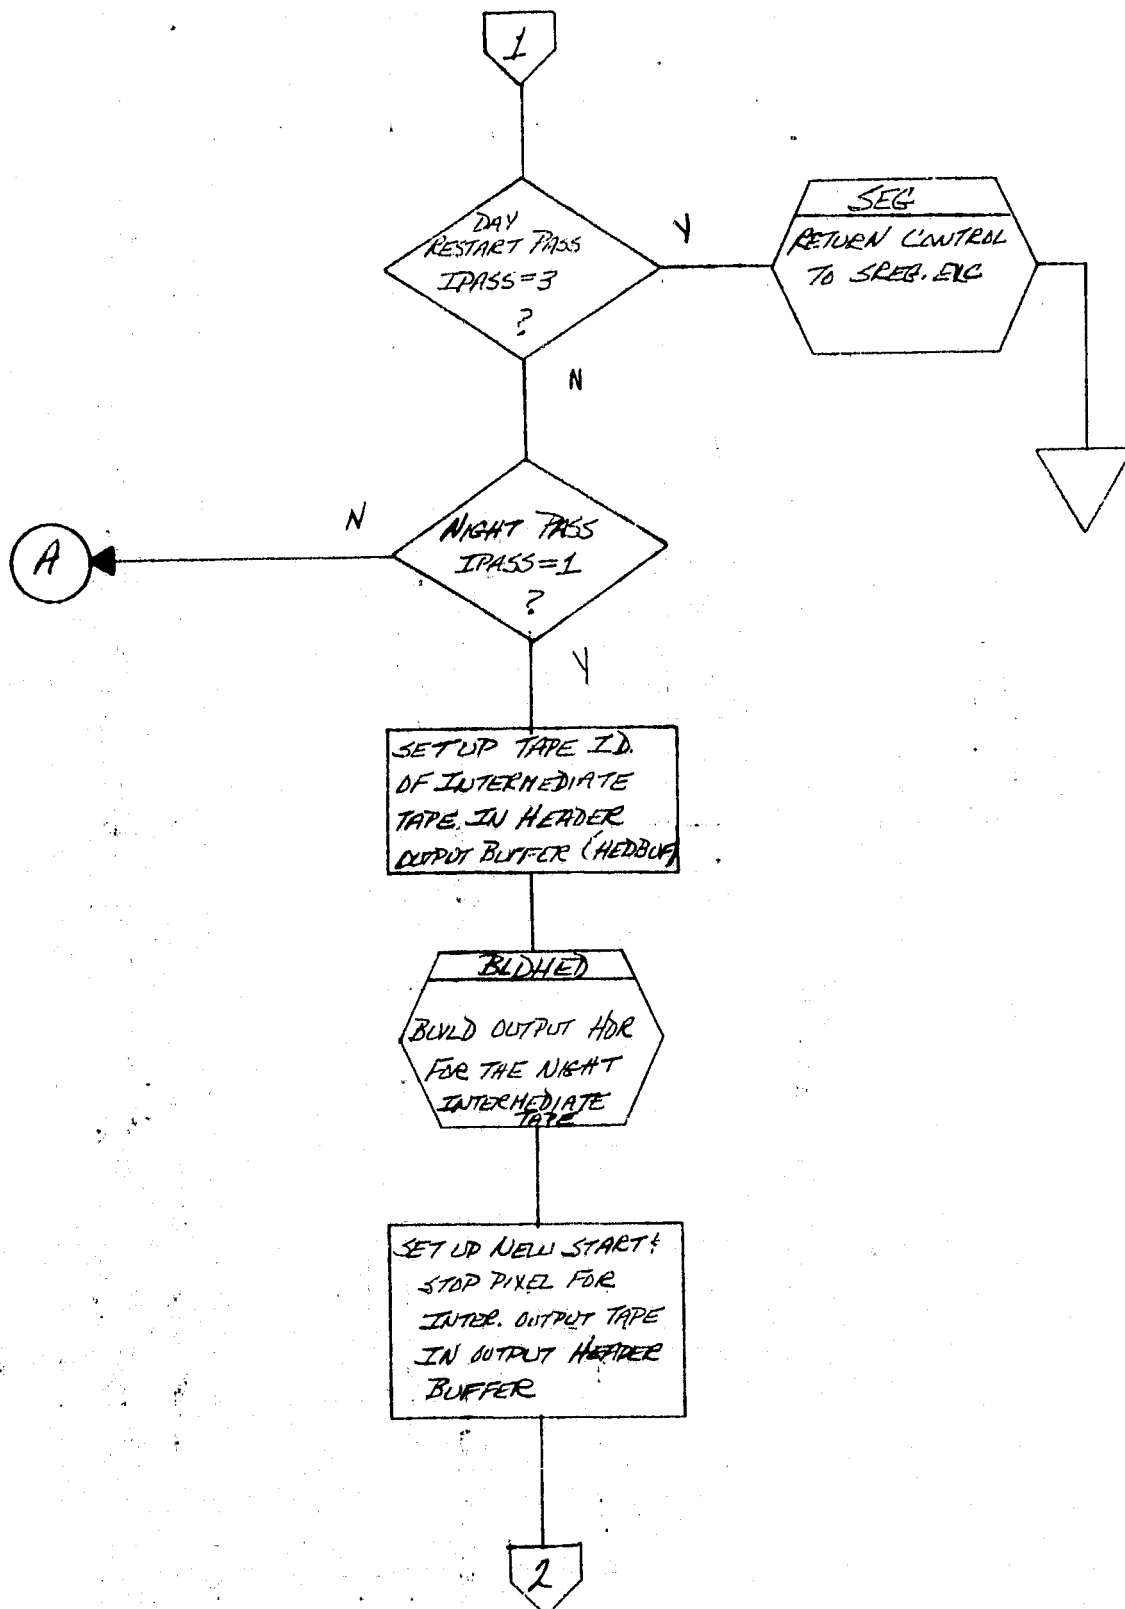 1
DAY
RESTART PASS
IPASS=3
?
Y
SEG
RETURN CONTROL
TO SREG.EXC
N
NIGHT PASS
IPASS=1
?
N
A
Y
SET UP TAPE I.D.
OF INTERMEDIATE
TAPE IN HEADER
OUTPUT BUFFER (HEDBUF)
BLDHED
BUILD OUTPUT HDR
FOR THE NIGHT
INTERMEDIATE
TAPE
SET UP NEW START &
STOP PIXEL FOR
INTER. OUTPUT TAPE
IN OUTPUT HEADER
BUFFER
2